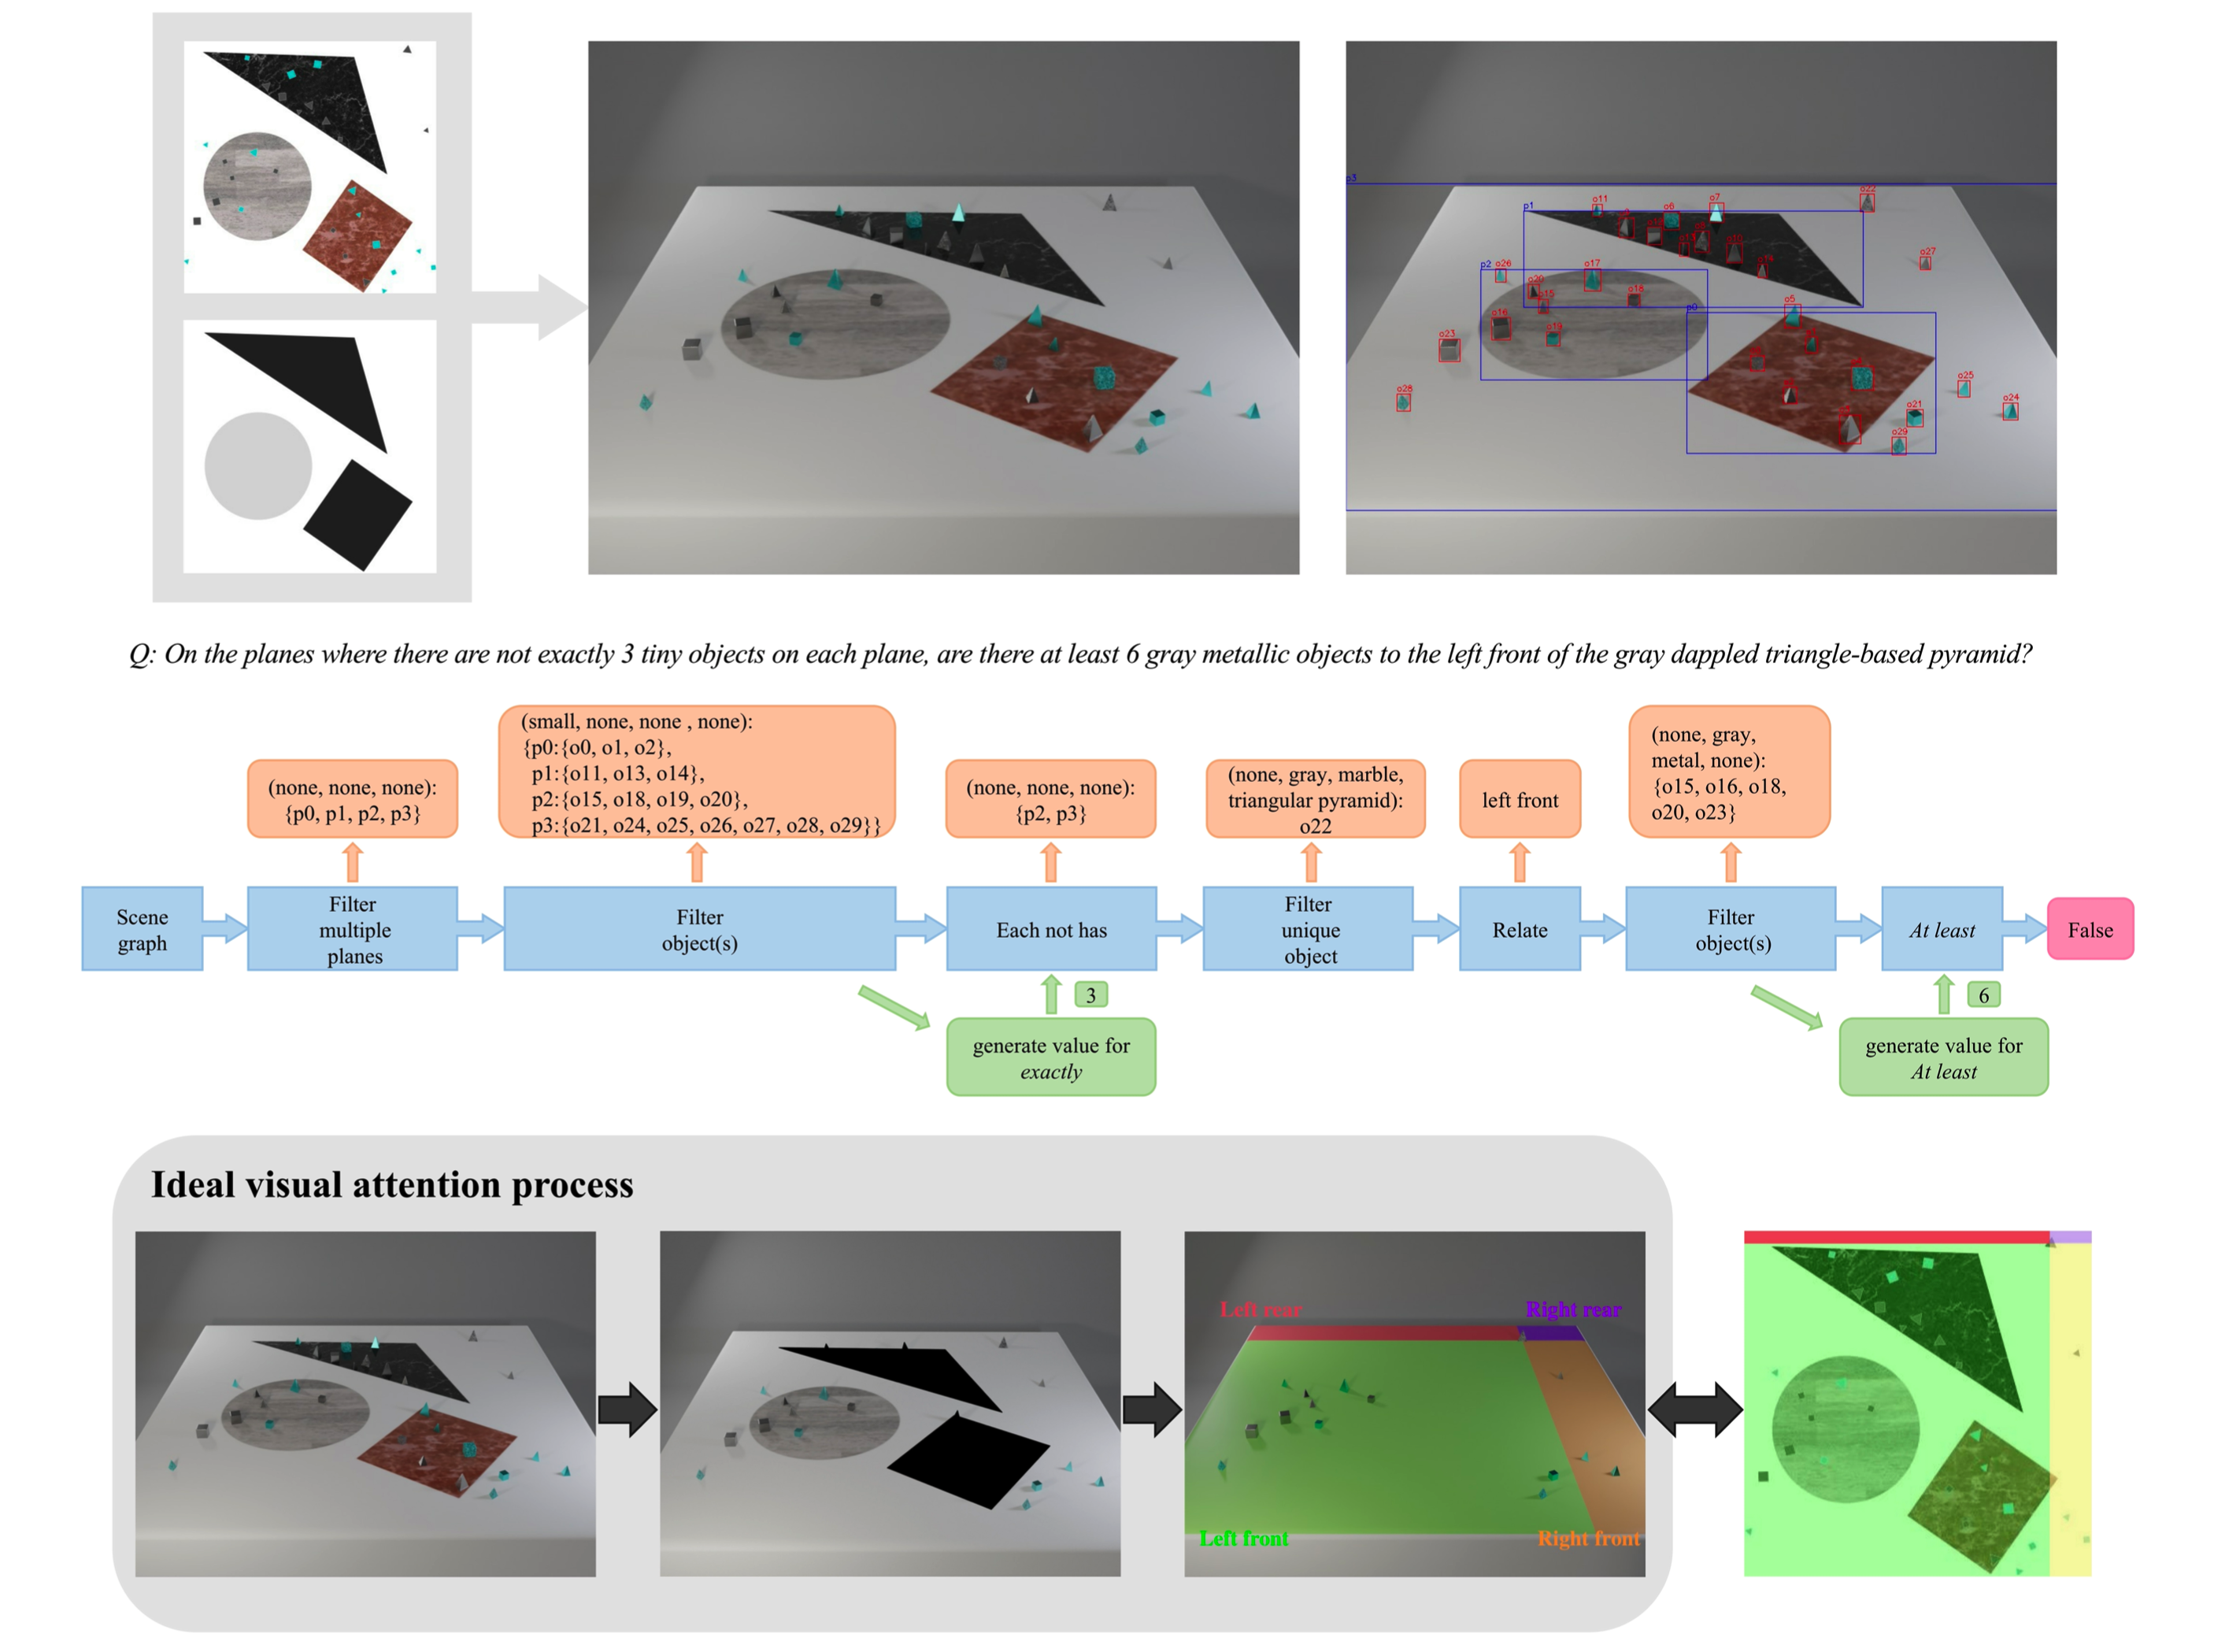 p3
o11
o6
o7
o22
p1
o27
o26
p2
o17
o20
o15
o18
o5
p0
o16
o19
o23
o25
o28
o24
o21
o29
Q: On the planes where there are not exactly 3 tiny objects on each plane, are there at least 6 gray metallic objects to the left front of the gray dappled triangle-based pyramid?
(none, none, none):
{p0, p1, p2, p3}
(small, none, none , none):
{p0:{o0, o1, o2},
p1:{o11, o13, o14},
p2:{o15, o18, o19, o20},
p3:{o21, o24, o25, o26, o27, o28, o29}}
(none, none, none):
{p2, p3}
(none, gray, marble,
triangular pyramid):
o22
left front
(none, gray,
metal, none):
{o15, o16, o18,
o20, o23}
Scene
graph
Filter
multiple
planes
Filter
object(s)
Each not has
Filter
unique
object
Relate
Filter
object(s)
At least
False
3
generate value for
exactly
6
generate value for
At least
Ideal visual attention process
Left rear
Right rear
Left front
Right front